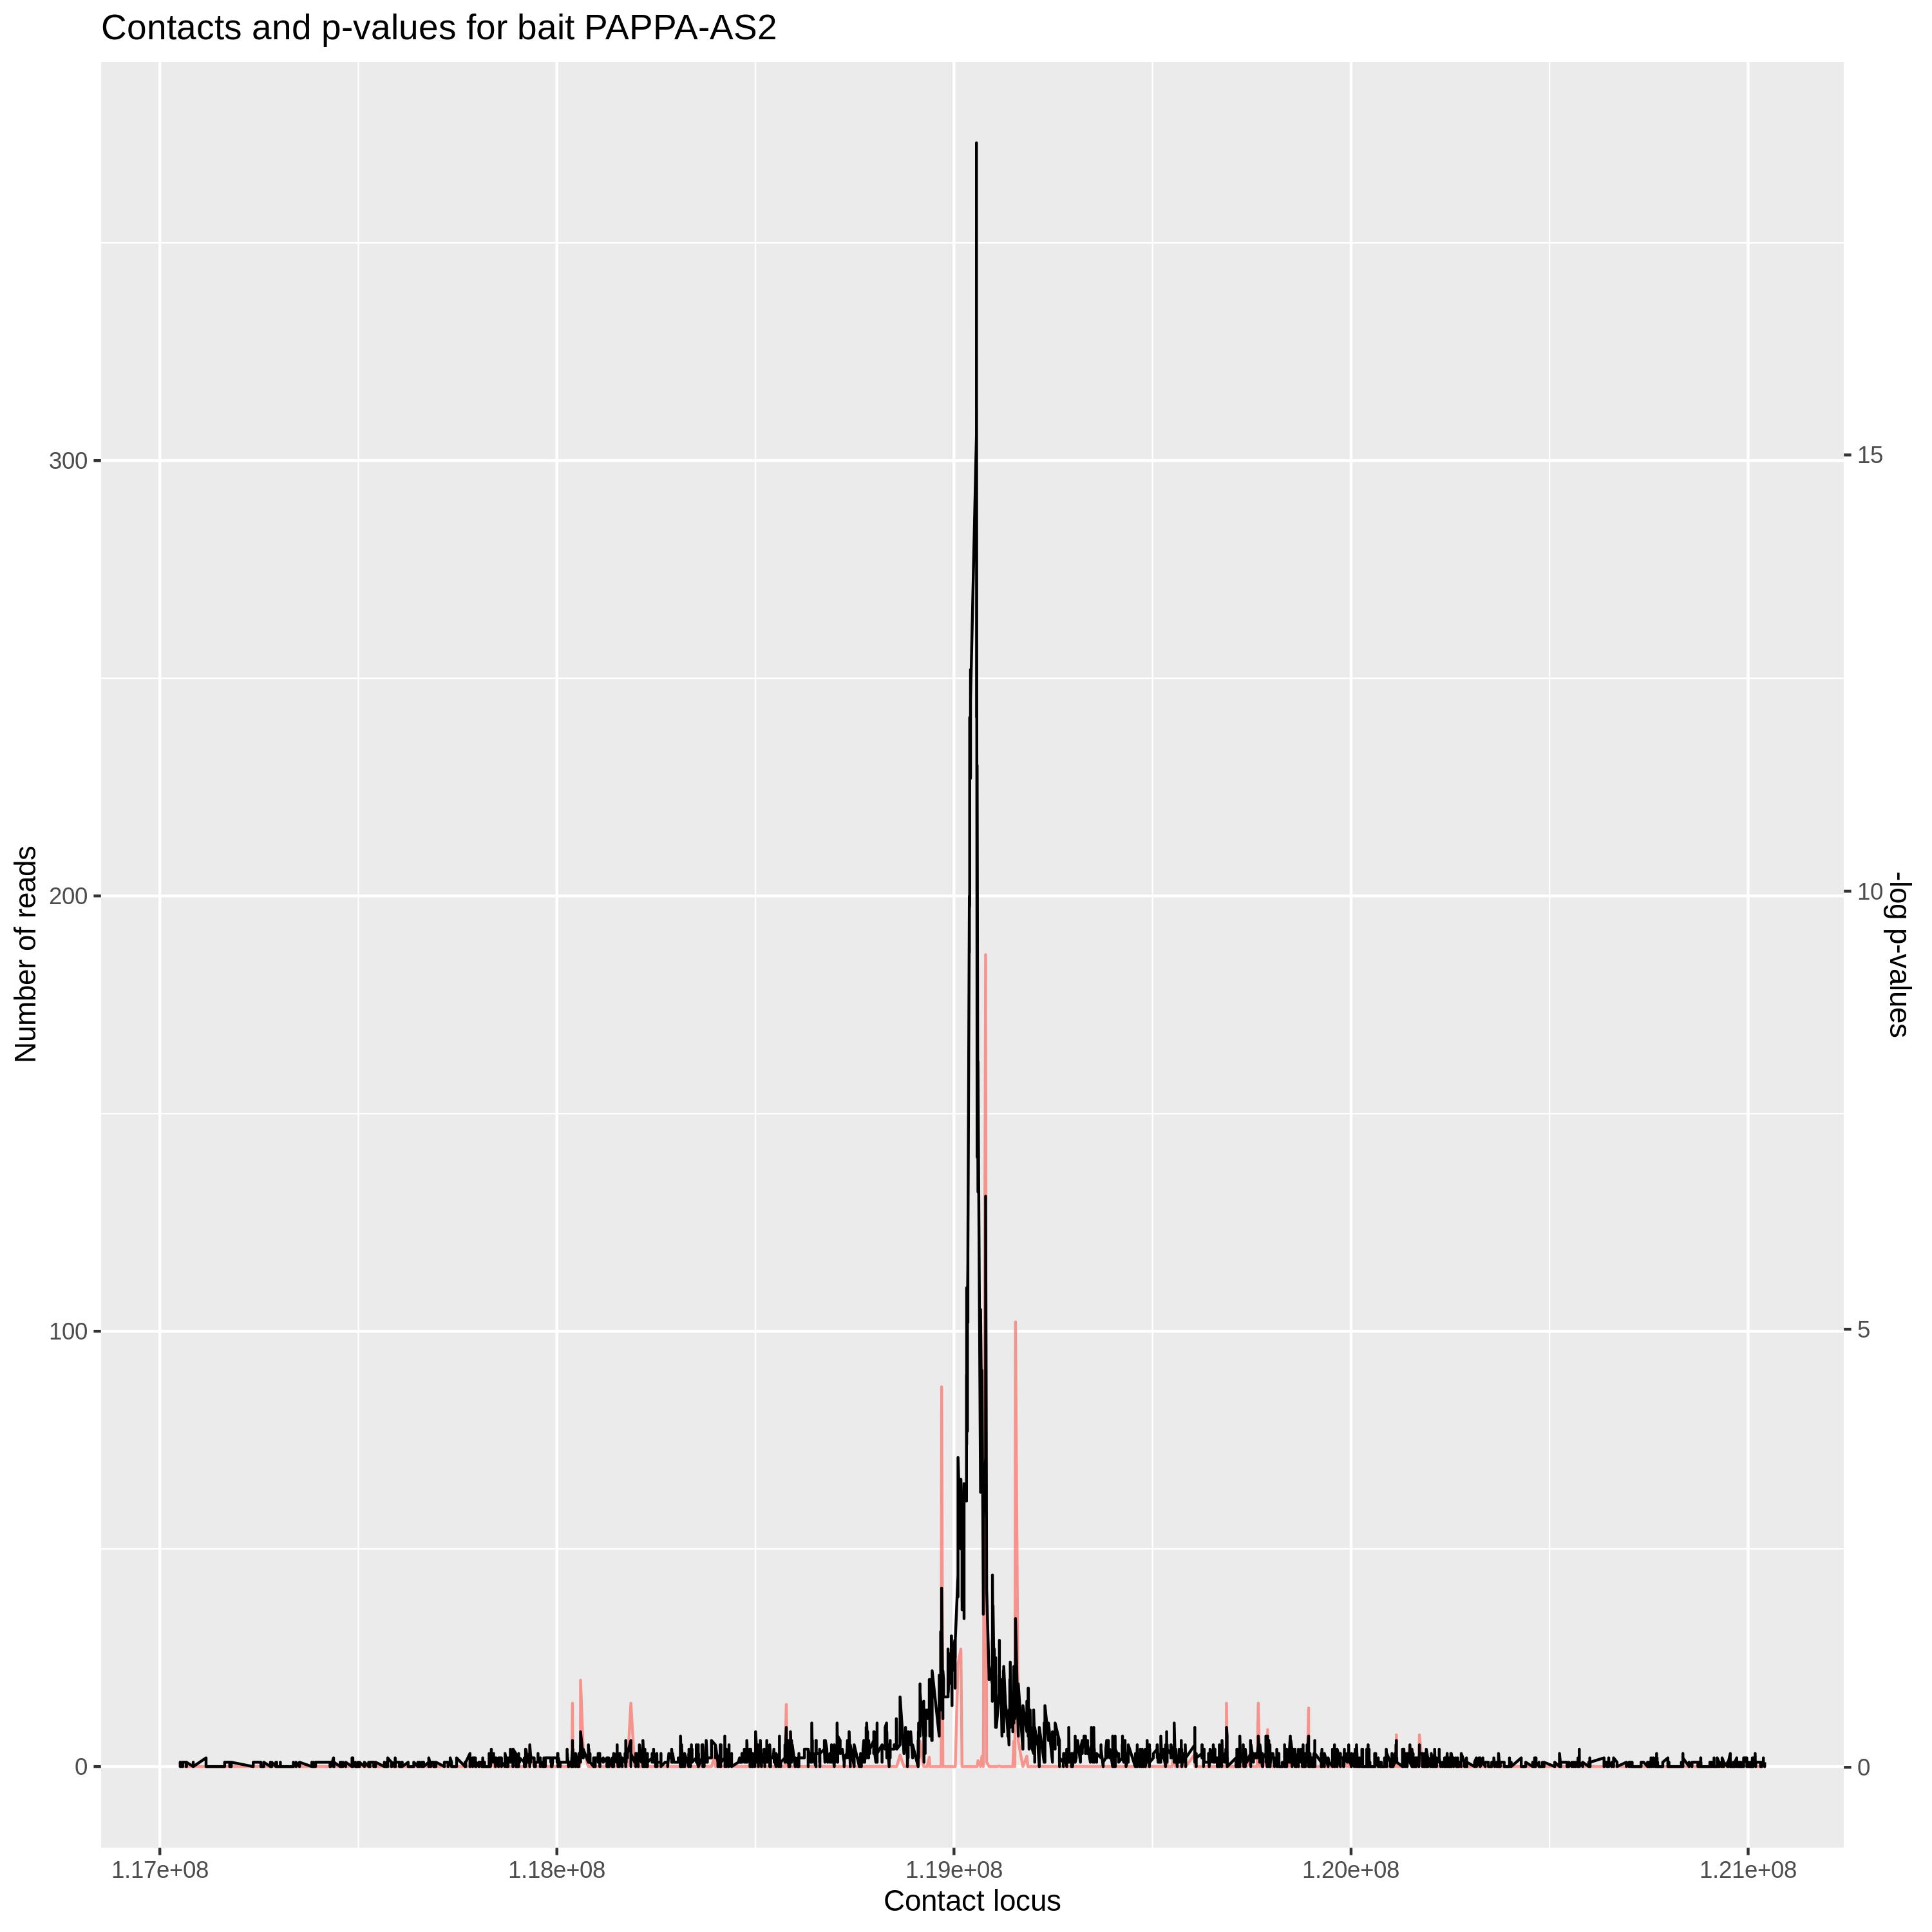 Contacts and p-values for bait PAPPA-AS2
Number of reads
300
200
100
0
15
10
5
0
-log p-values
1.17e+08
1.18e+08
1.19e+08
1.20e+08
1.21e+08
Contact locus